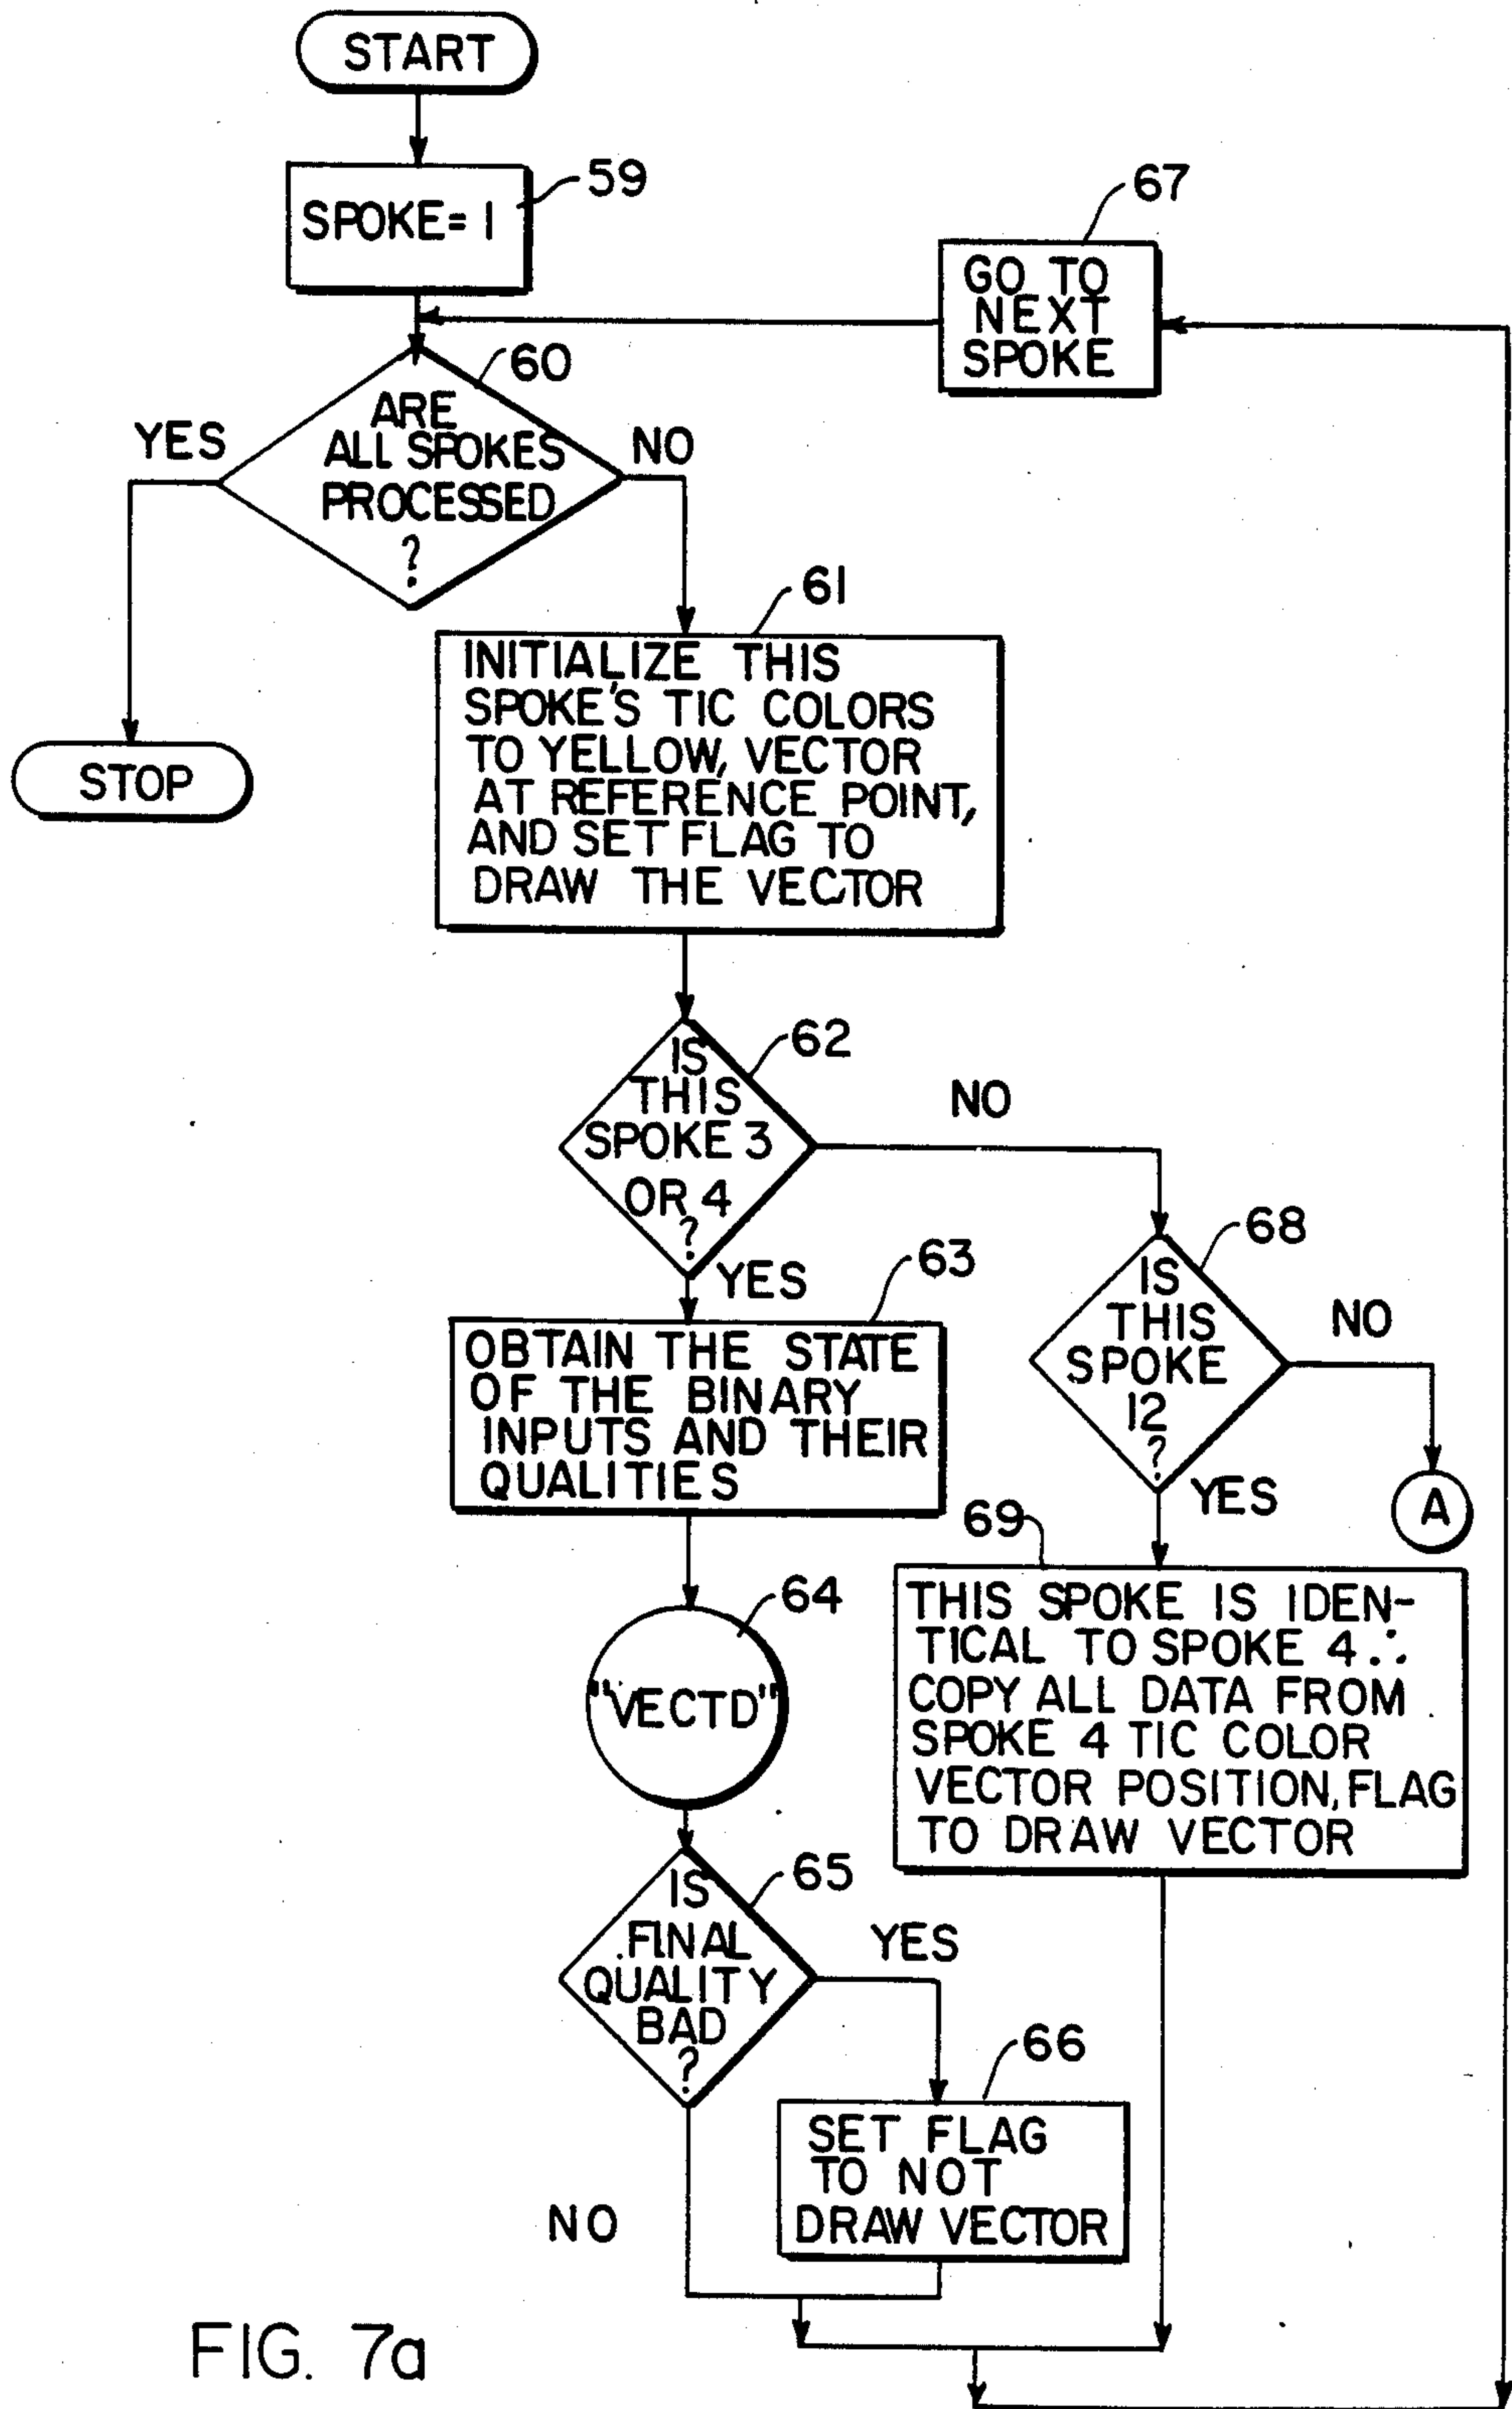 START
59
SPOKE= 1
67
GO TO
NEXT
SPOKE
60
ARE
ALL SPOKES
PROCESSED
?
YES
NO
61
INITIALIZE THIS
SPOKE'S TIC COLORS
TO YELLOW, VECTOR
AT REFERENCE POINT,
AND SET FLAG TO
DRAW THE VECTOR
STOP
62
IS
THIS
SPOKE 3
OR 4
?
NO
YES
68
IS
THIS
SPOKE
12
?
NO
YES
A
63
OBTAIN THE STATE
OF THE BINARY
INPUTS AND THEIR
QUALITIES
69
THIS SPOKE IS IDEN-
TICAL TO SPOKE 4 ∴
COPY ALL DATA FROM
SPOKE 4 TIC COLOR
VECTOR POSITION, FLAG
TO DRAW VECTOR
64
"VECTD"
65
IS
FINAL
QUALITY
BAD
?
YES
NO
66
SET FLAG
TO NOT
DRAW VECTOR
FIG. 7a